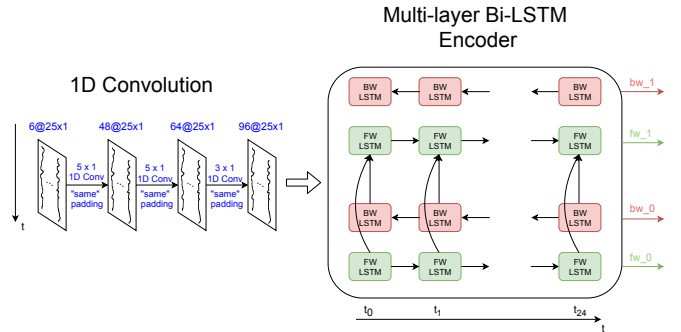 Multi-layer Bi-LSTM
Encoder
1D Convolution
6@25x1
48@25x1
64@25x1
96@25x1
5 x 1
1D Conv
"same"
padding
5 x 1
1D Conv
"same"
padding
3 x 1
1D Conv
"same"
padding
...
...
...
...
t
BW
LSTM
BW
LSTM
BW
LSTM
bw_1
FW
LSTM
FW
LSTM
FW
LSTM
fw_1
BW
LSTM
BW
LSTM
BW
LSTM
bw_0
FW
LSTM
FW
LSTM
FW
LSTM
fw_0
t0
t1
t24
t